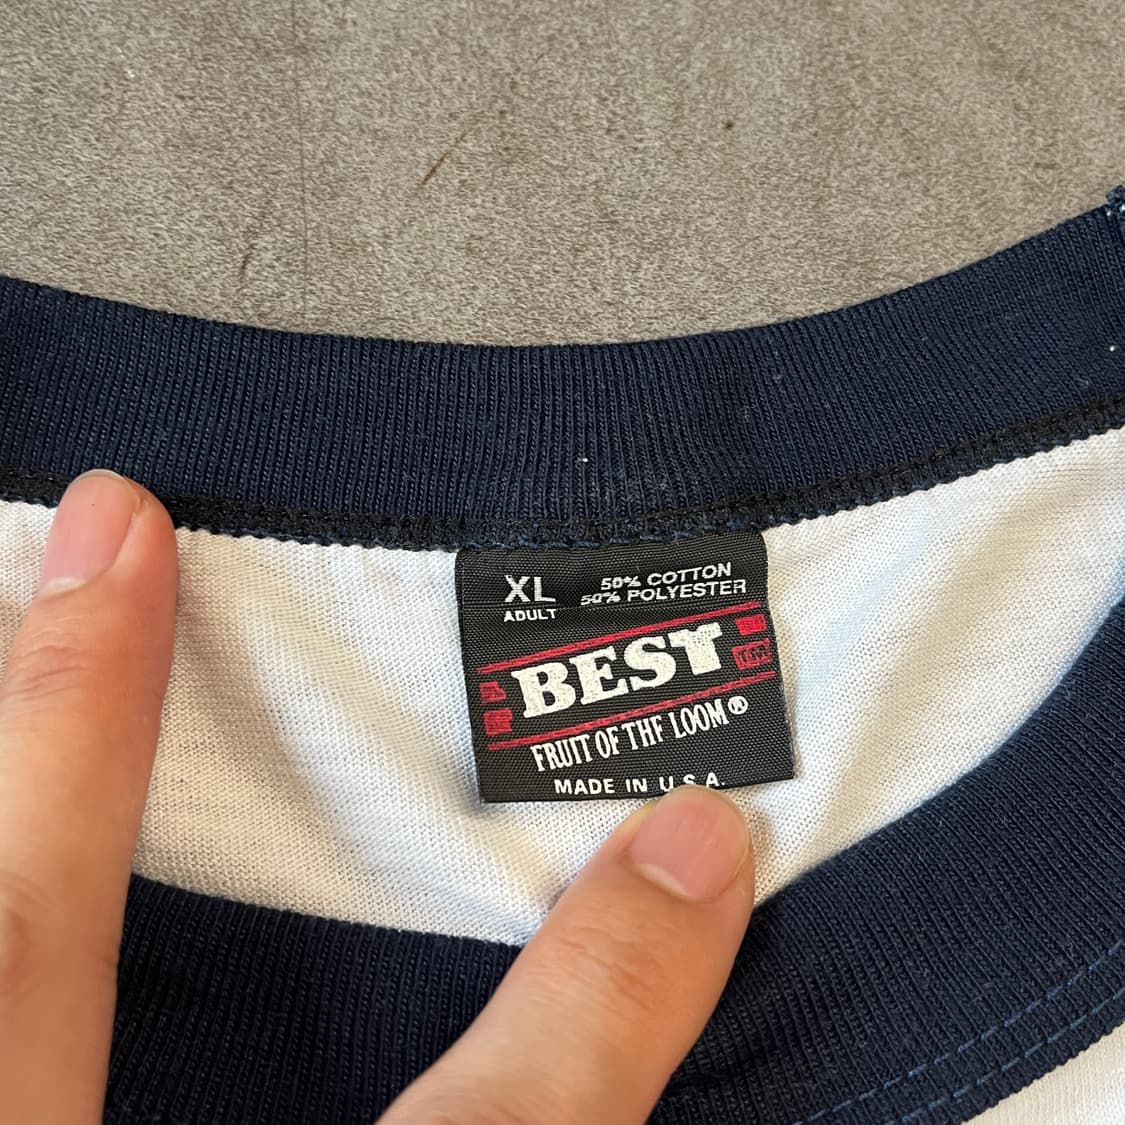 XL
ADULT
50% COTTON
50% POLYESTER
BEST
FRUIT OF THE LOOM®
MADE IN U.S.A.